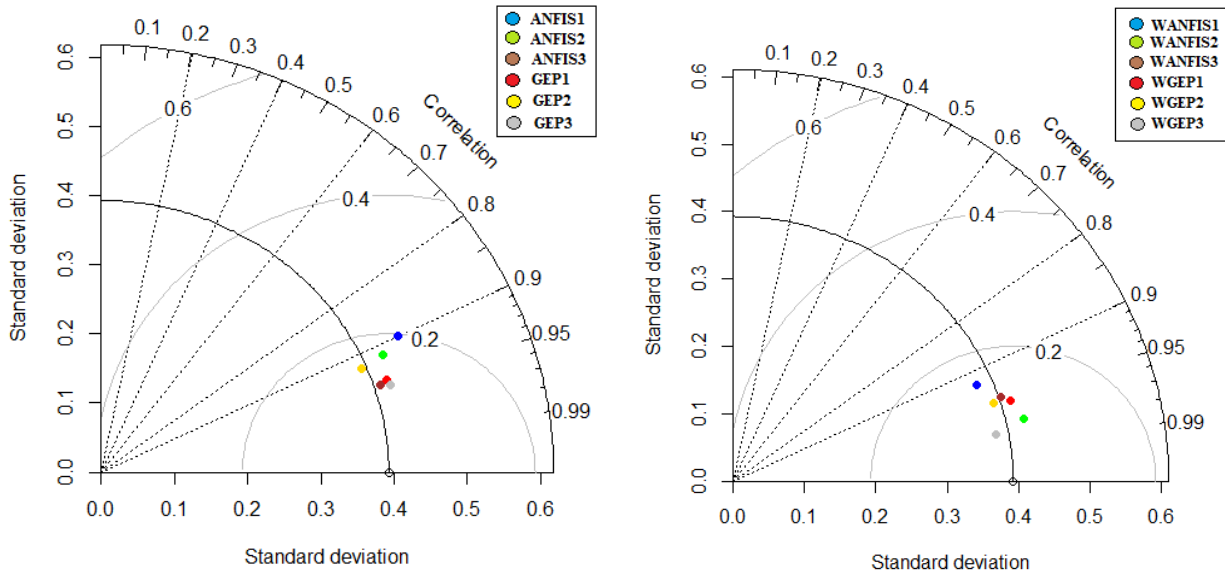 ANFIS1
ANFIS2
ANFIS3
GEP1
GEP2
GEP3
0.1
0.2
0.3
0.4
0.5
0.6
0.7
0.8
0.9
0.95
0.99
Correlation
0.6
0.4
0.2
Standard deviation
0.6
0.5
0.4
0.3
0.2
0.1
0.0
0.0 0.1 0.2 0.3 0.4 0.5 0.6
Standard deviation
WANFIS1
WANFIS2
WANFIS3
WGEP1
WGEP2
WGEP3
0.1
0.2
0.3
0.4
0.5
0.6
0.7
0.8
0.9
0.95
0.99
Correlation
0.6
0.4
0.2
Standard deviation
0.6
0.5
0.4
0.3
0.2
0.1
0.0
0.0 0.1 0.2 0.3 0.4 0.5 0.6
Standard deviation